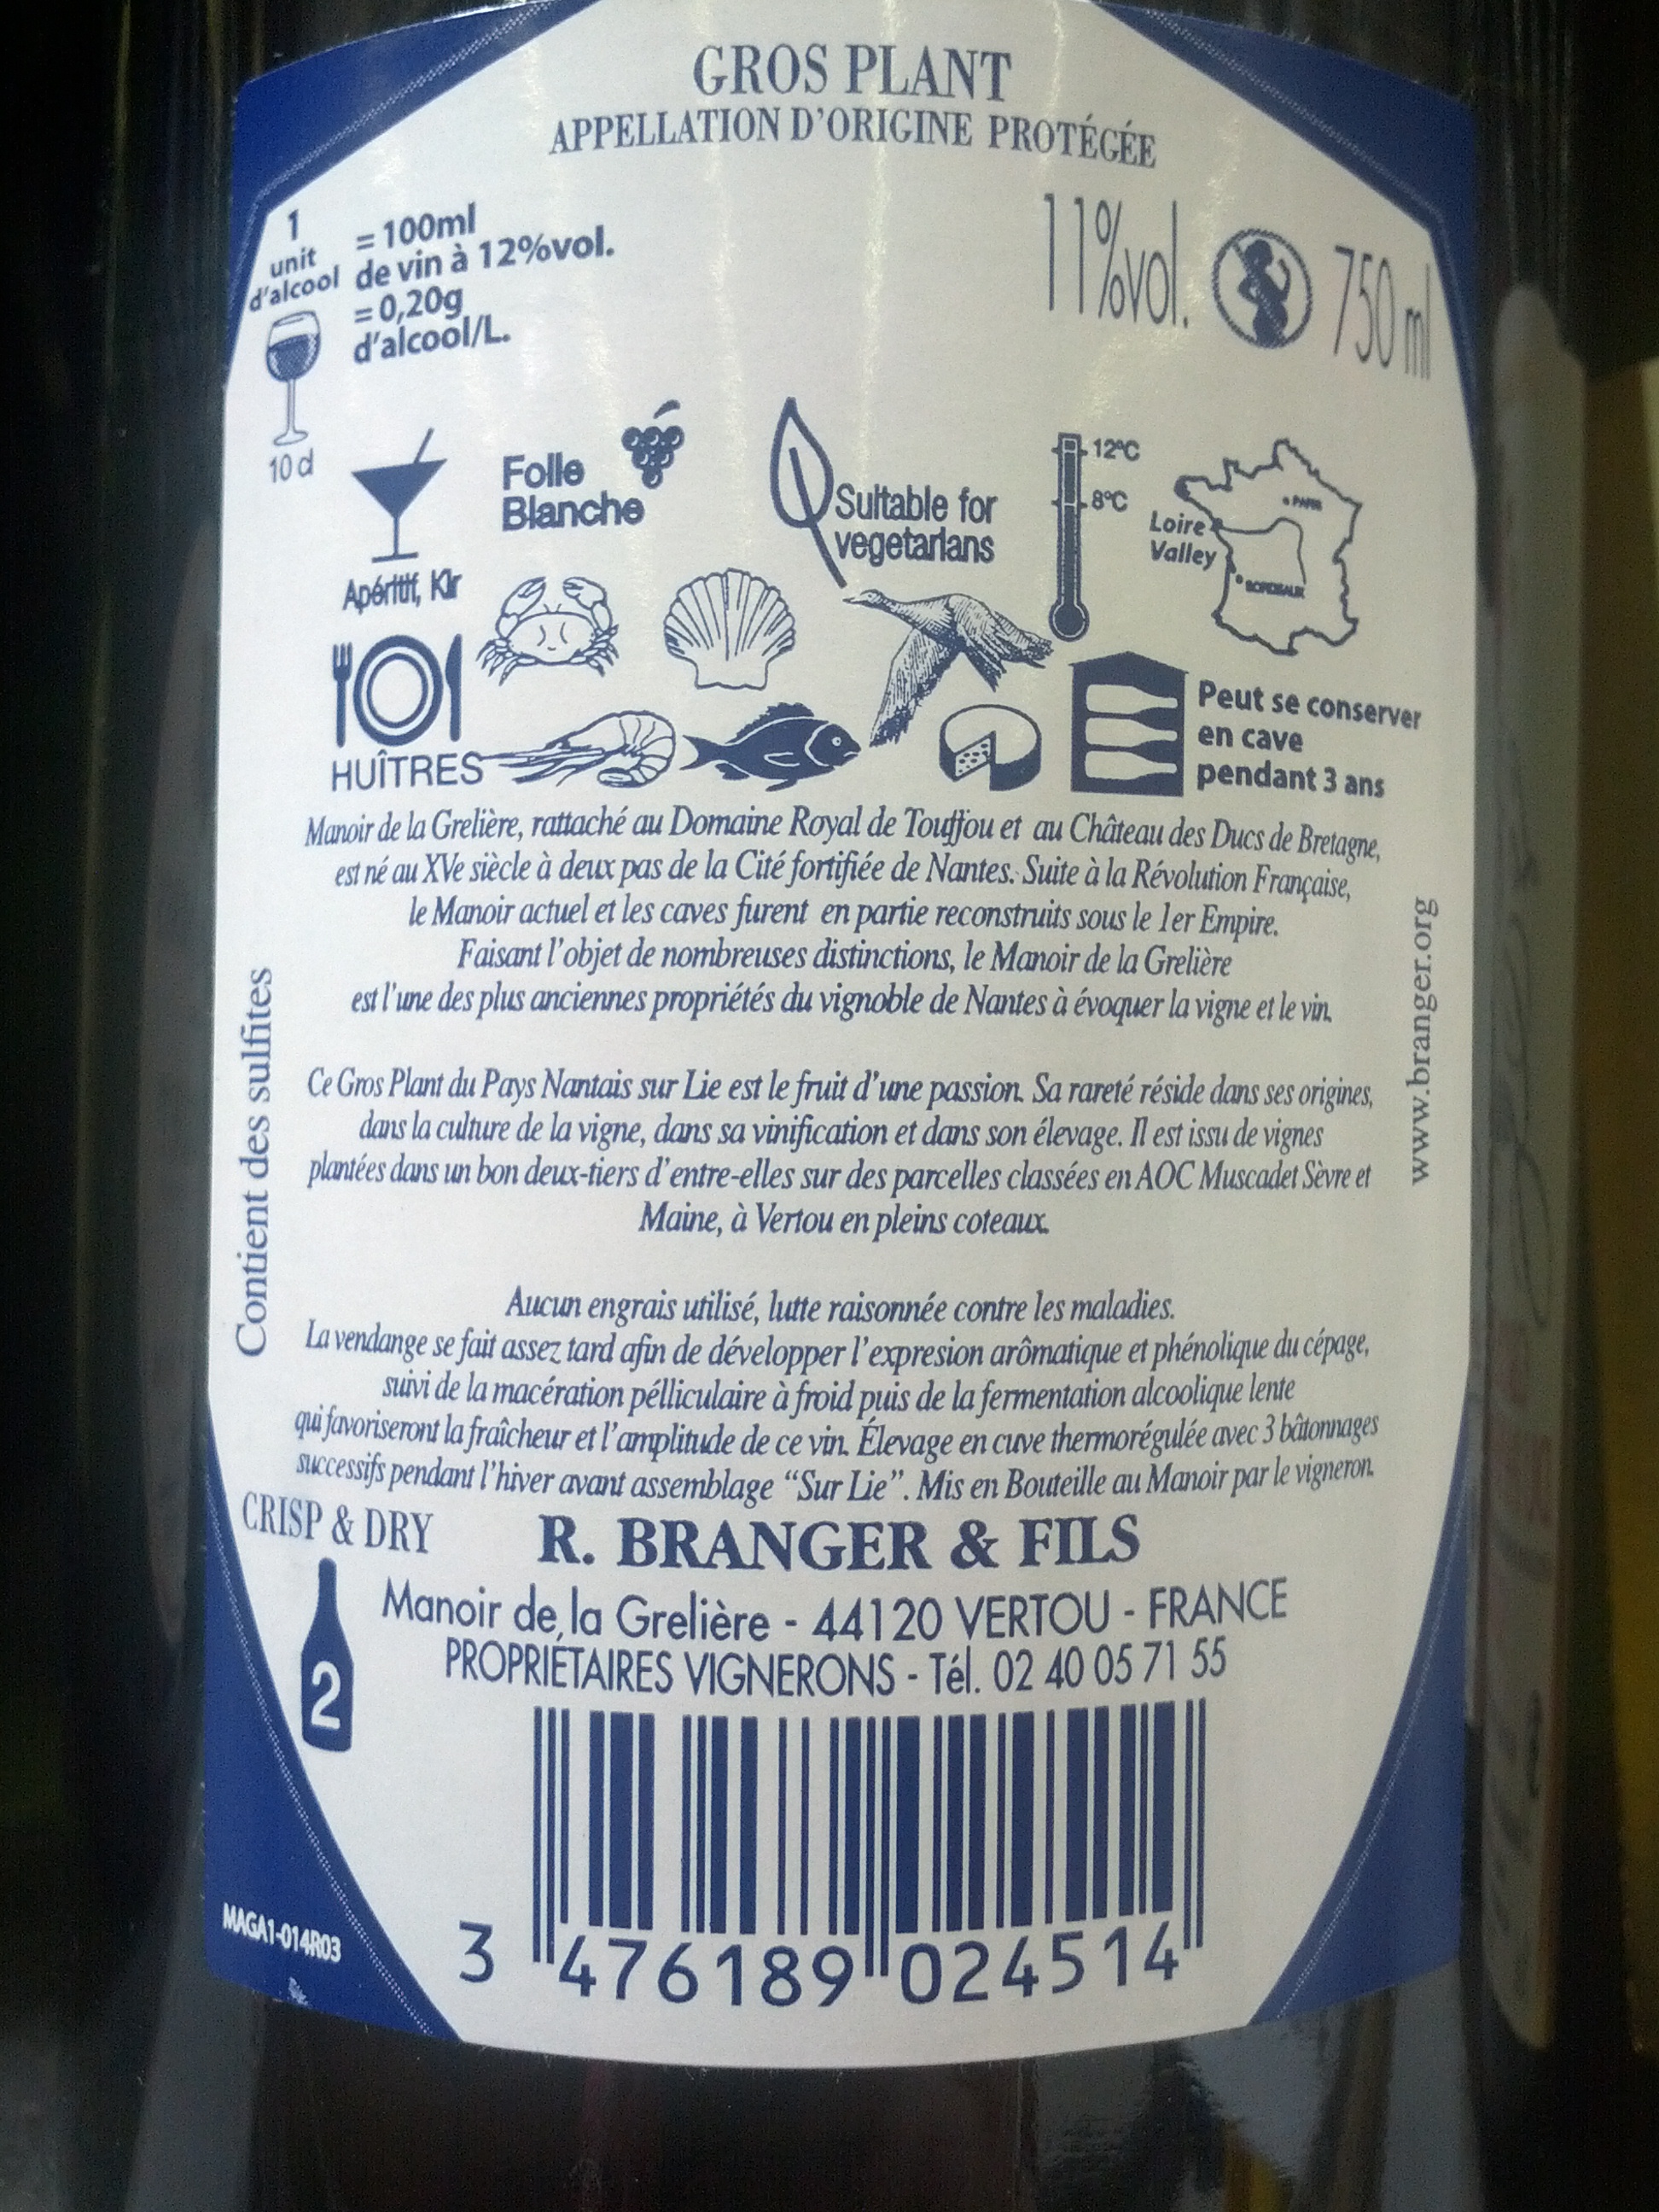 GROS PLANT
APPELLATION D'ORIGINE PROTÉGÉE
1
unit
d'alcool
= 100ml
de vin à 12%vol.
= 0,20g
d'alcool/L.
10 d
11%vol.
750 ml
Apéritif, Kir
Folle
Blanche
Suitable for
vegetarians
12°C
8°C
PARIS
Loire
Valley
BORDEAUX
HUÎTRES
Peut se conserver
en cave
pendant 3 ans
Manoir de la Grelière, rattaché au Domaine Royal de Touffou et au Château des Ducs de Bretagne,
est né au XVe siècle à deux pas de la Cité fortifiée de Nantes. Suite à la Révolution Française,
le Manoir actuel et les caves furent en partie reconstruits sous le 1er Empire.
Faisant l'objet de nombreuses distinctions, le Manoir de la Grelière
est l'une des plus anciennes propriétés du vignoble de Nantes à évoquer la vigne et le vin.
Ce Gros Plant du Pays Nantais sur Lie est le fruit d'une passion. Sa rareté réside dans ses origines,
dans la culture de la vigne, dans sa vinification et dans son élevage. Il est issu de vignes
plantées dans un bon deux-tiers d'entre-elles sur des parcelles classées en AOC Muscadet Sèvre et
Maine, à Vertou en pleins coteaux.
Aucun engrais utilisé, lutte raisonnée contre les maladies.
La vendange se fait assez tard afin de développer l'expresion arômatique et phénolique du cépage,
suivi de la macération pélliculaire à froid puis de la fermentation alcoolique lente
qui favoriseront la fraîcheur et l'amplitude de ce vin. Élevage en cuve thermorégulée avec 3 bâtonnages
successifs pendant l'hiver avant assemblage “Sur Lie”. Mis en Bouteille au Manoir par le vigneron.
Contient des sulfites
www.branger.org
CRISP & DRY
2
R. BRANGER & FILS
Manoir de la Grelière - 44120 VERTOU - FRANCE
PROPRIÉTAIRES VIGNERONS - Tél. 02 40 05 71 55
3 476189 024514
MAGA1-014R03